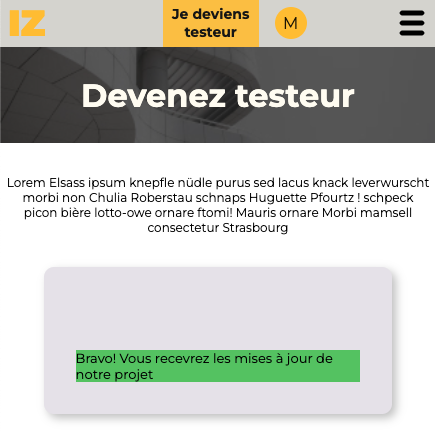 IZ
Je deviens
testeur
M
Devenez testeur
Lorem Elsass ipsum knepfle nüdle purus sed lacus knack leverwurscht
morbi non Chulia Roberstau schnaps Huguette Pfourtz ! schpeck
picon bière lotto-owe ornare ftomi! Mauris ornare Morbi mamsell
consectetur Strasbourg
Bravo! Vous recevrez les mises à jour de
notre projet